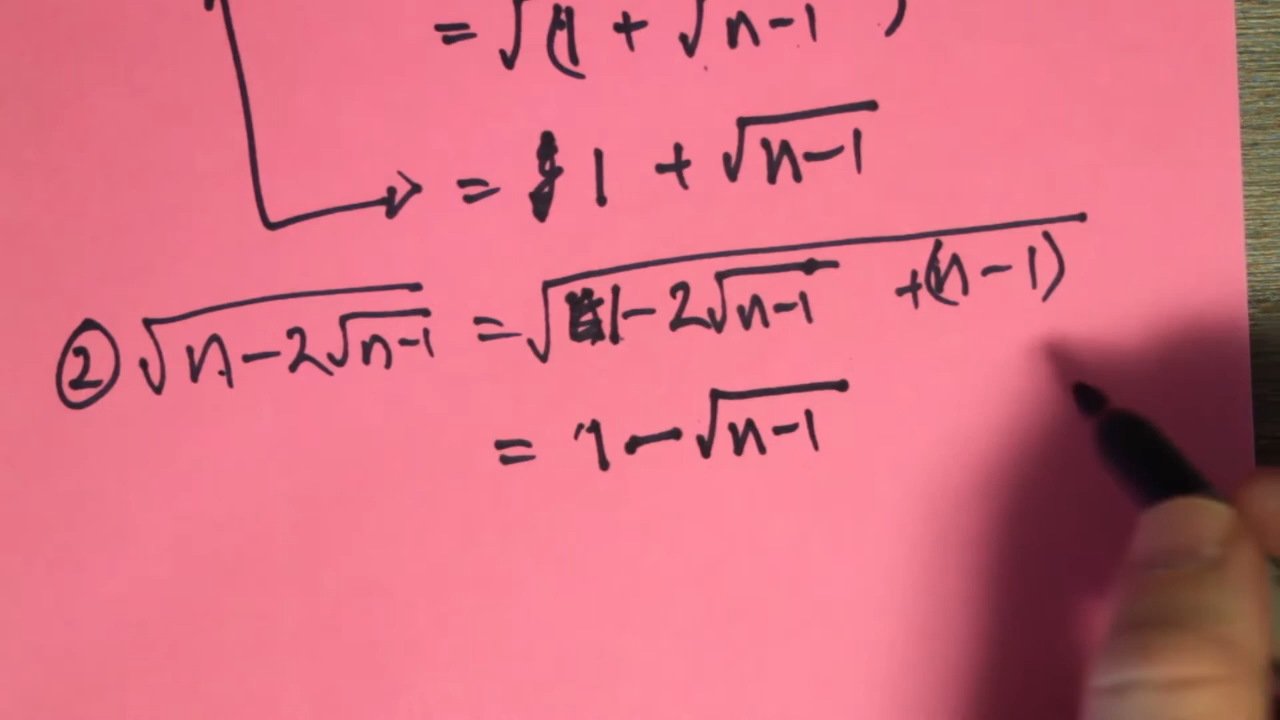 = √(1 + √n-1 )
= 1 + √n-1
② √n-2√n-1 = √1-2√n-1 +(n-1)
= 1-√n-1